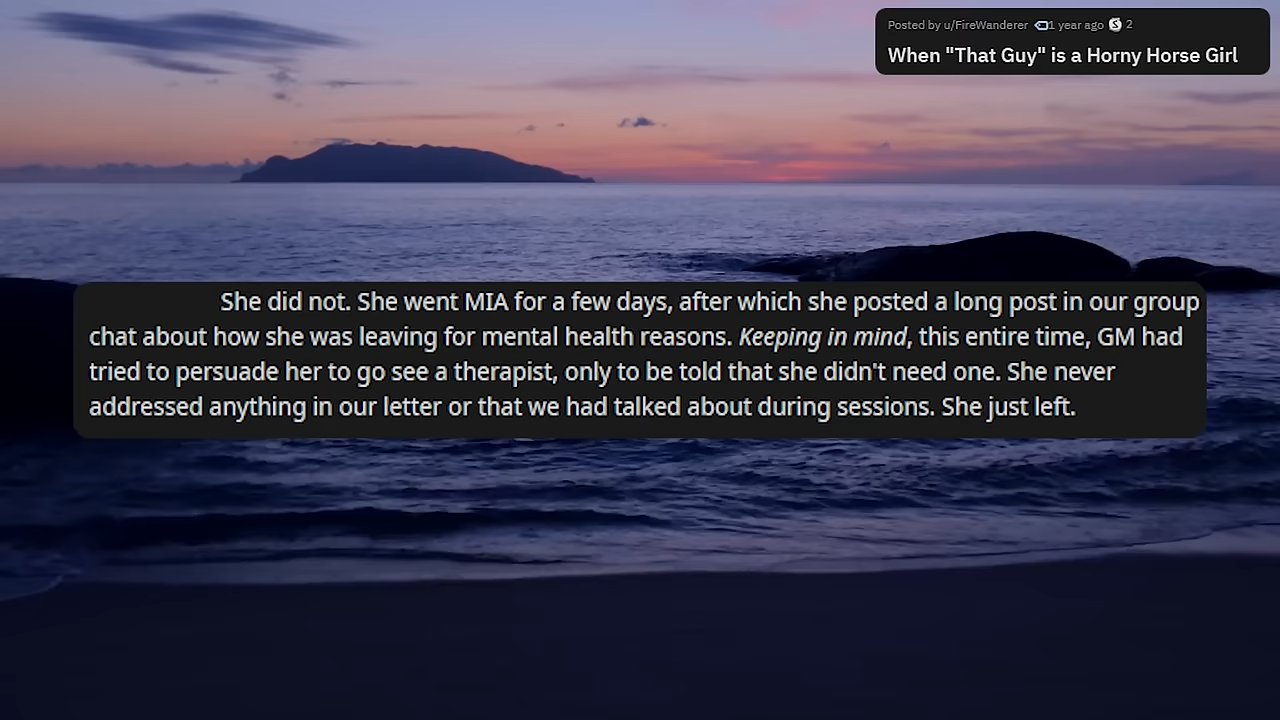 Posted by u/FireWanderer 1 year ago 2
When "That Guy" is a Horny Horse Girl
She did not. She went MIA for a few days, after which she posted a long post in our group
chat about how she was leaving for mental health reasons. Keeping in mind, this entire time, GM had
tried to persuade her to go see a therapist, only to be told that she didn't need one. She never
addressed anything in our letter or that we had talked about during sessions. She just left.